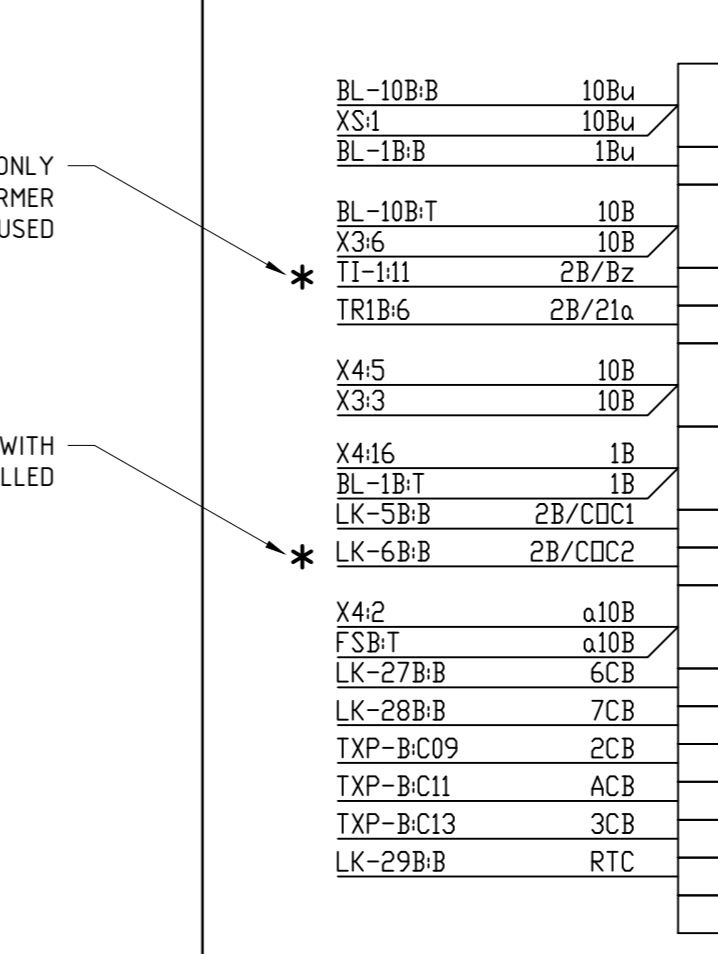 BL-10B:B 10Bu
XS:1 10Bu
BL-1B:B 1Bu
ONLY
RMER
USED
BL-10B:T 10B
X3:6 10B
* TI-1:11 2B/Bz
TR1B:6 2B/21a
X4:5 10B
X3:3 10B
WITH
LLED
X4:16 1B
BL-1B:T 1B
LK-5B:B 2B/COC1
* LK-6B:B 2B/COC2
X4:2 a10B
FSB:T a10B
LK-27B:B 6CB
LK-28B:B 7CB
TXP-B:C09 2CB
TXP-B:C11 ACB
TXP-B:C13 3CB
LK-29B:B RTC